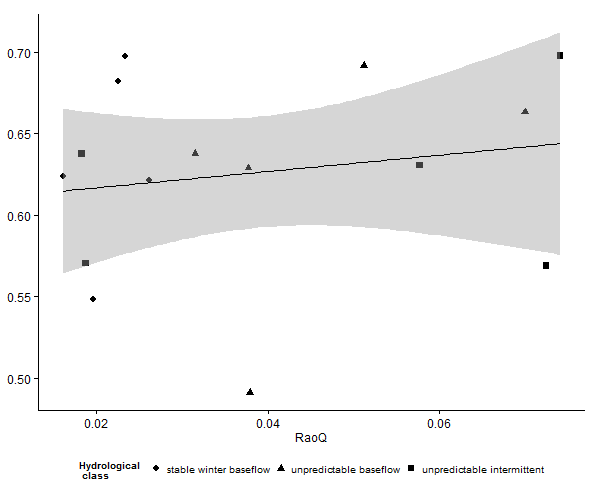 0.70
0.65
0.60
0.55
0.50
0.02 0.04 0.06
RaoQ
Hydrological
class
stable winter baseflow unpredictable baseflow unpredictable intermittent